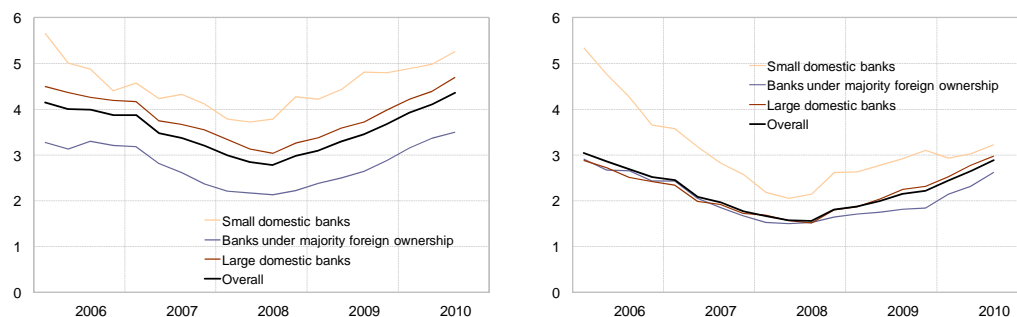 6
5
4
3
2
1
0
2006 2007 2008 2009 2010
Small domestic banks
Banks under majority foreign ownership
Large domestic banks
Overall
6
5
4
3
2
1
0
2006 2007 2008 2009 2010
Small domestic banks
Banks under majority foreign ownership
Large domestic banks
Overall